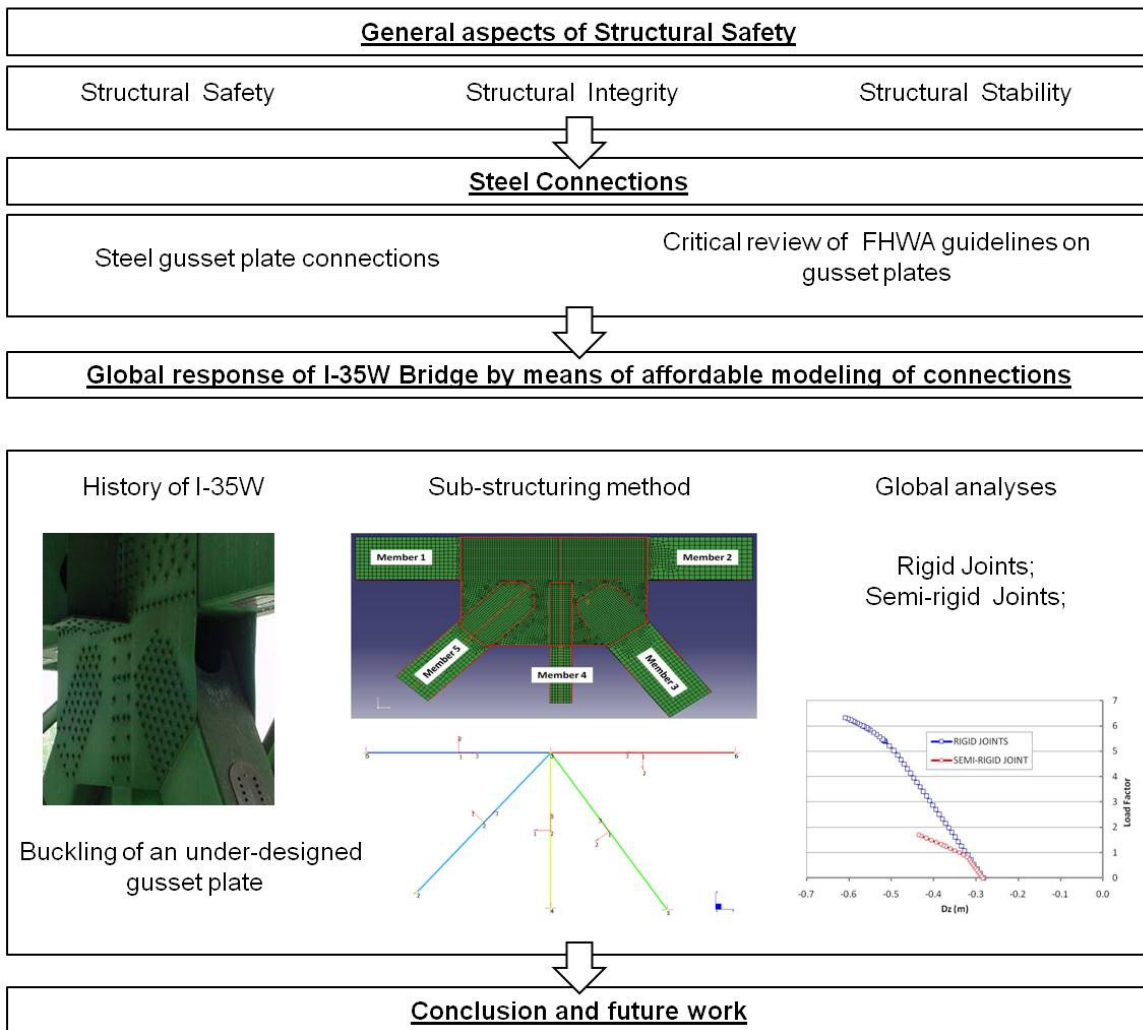 General aspects of Structural Safety
Structural Safety
Structural Integrity
Structural Stability
Steel Connections
Steel gusset plate connections
Critical review of FHWA guidelines on
gusset plates
Global response of I-35W Bridge by means of affordable modeling of connections
History of I-35W
Sub-structuring method
Global analyses
Member 1
Member 2
Member 5
Member 4
Member 3
Rigid Joints;
Semi-rigid Joints;
Buckling of an under-designed
gusset plate
RIGID JOINTS
SEMI-RIGID JOINT
7
6
5
4
3
2
1
0
Load Factor
-0.7 -0.6 -0.5 -0.4 -0.3 -0.2 -0.1 0.0
Dz (m)
Conclusion and future work